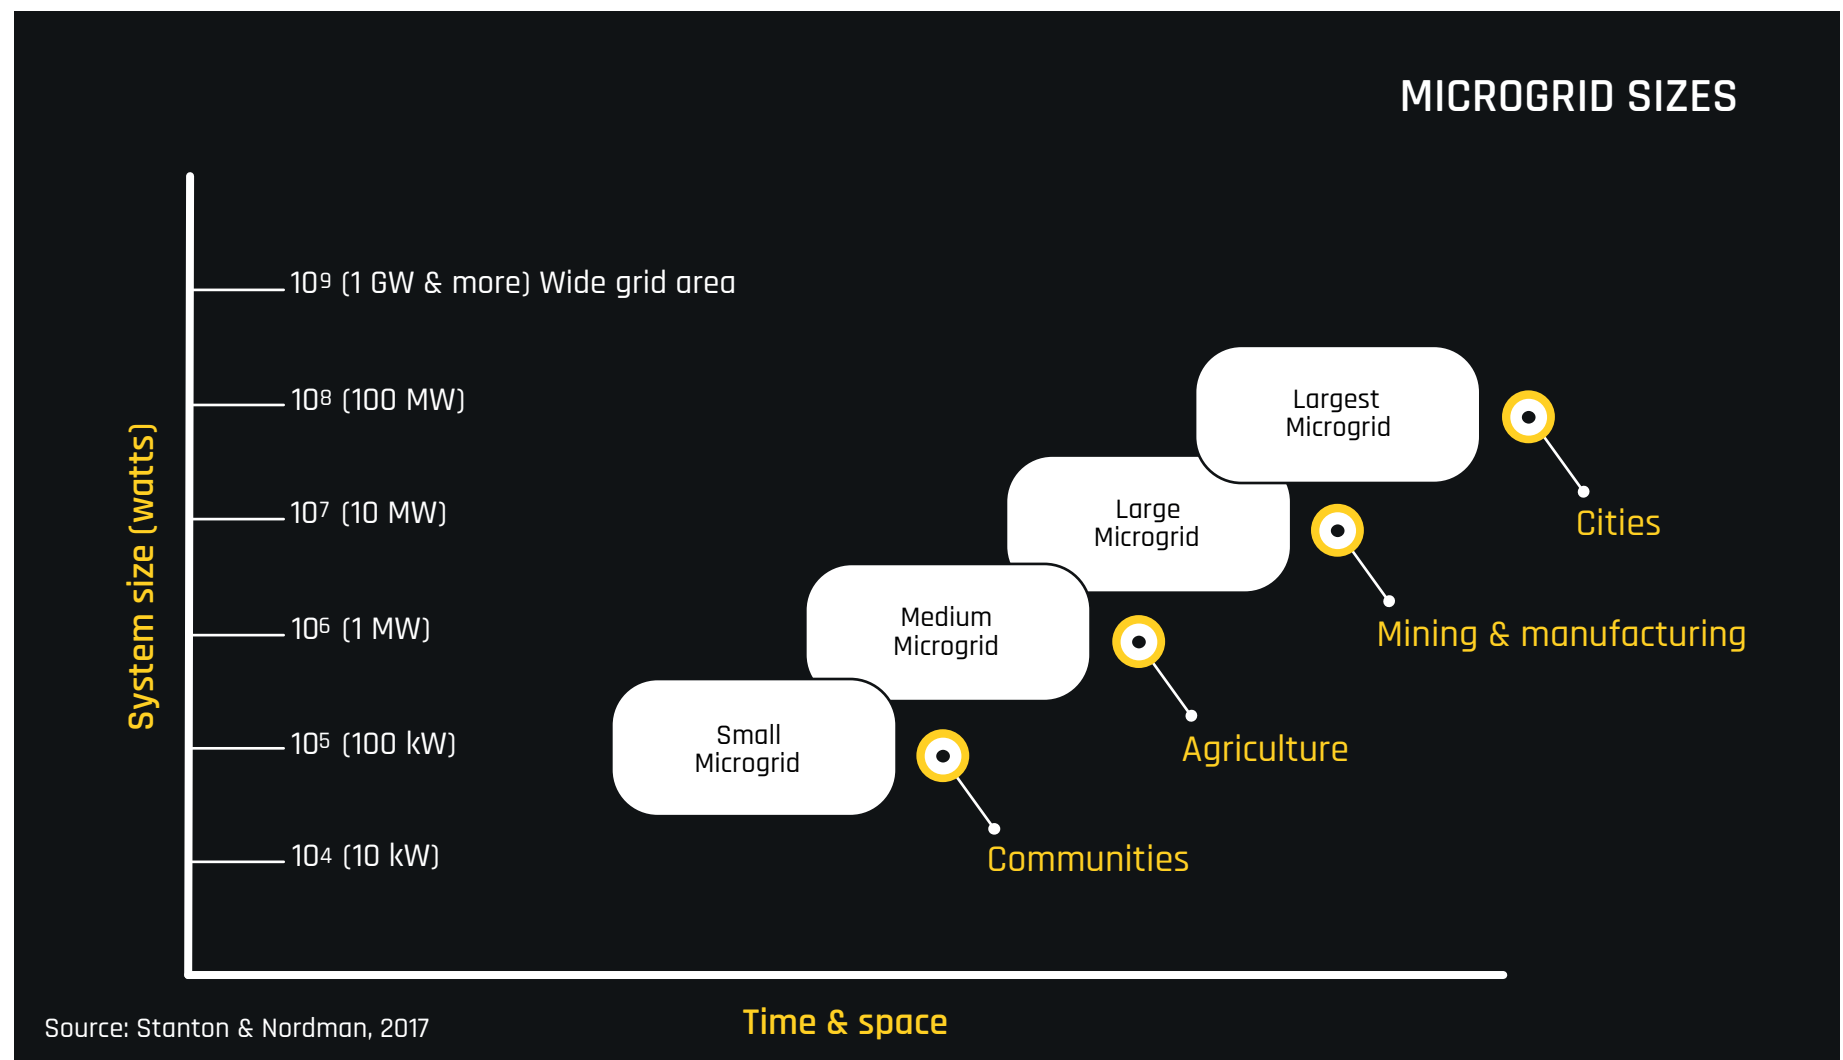 MICROGRID SIZES
10⁹ (1 GW & more) Wide grid area
10⁸ (100 MW)
10⁷ (10 MW)
10⁶ (1 MW)
10⁵ (100 kW)
10⁴ (10 kW)
System size (watts)
Largest
Microgrid
Cities
Large
Microgrid
Mining & manufacturing
Medium
Microgrid
Agriculture
Small
Microgrid
Communities
Time & space
Source: Stanton & Nordman, 2017